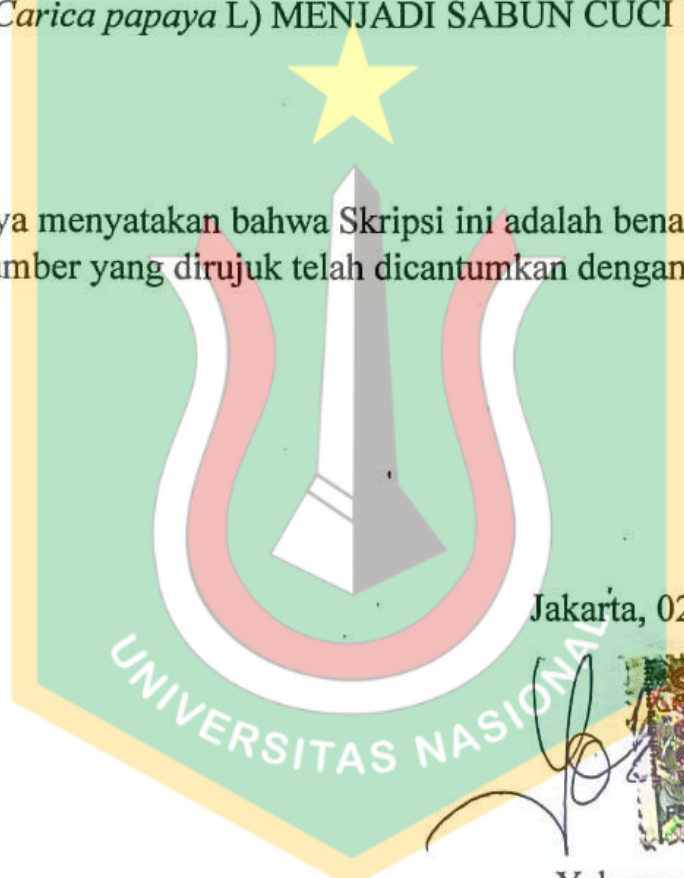 Carica papaya L) MENJADI SABUN CUCI
ya menyatakan bahwa Skripsi ini adalah bena
umber yang dirujuk telah dicantumkan dengan
Jakarta, 02
UNIVERSITAS NASIONAL